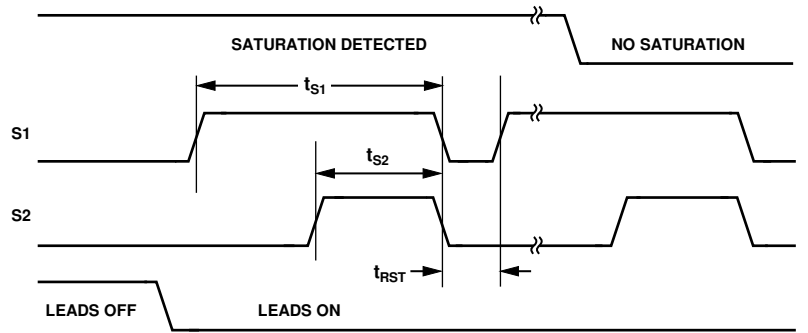 SATURATION DETECTED
NO SATURATION
tS1
S1
tS2
S2
tRST
LEADS OFF
LEADS ON